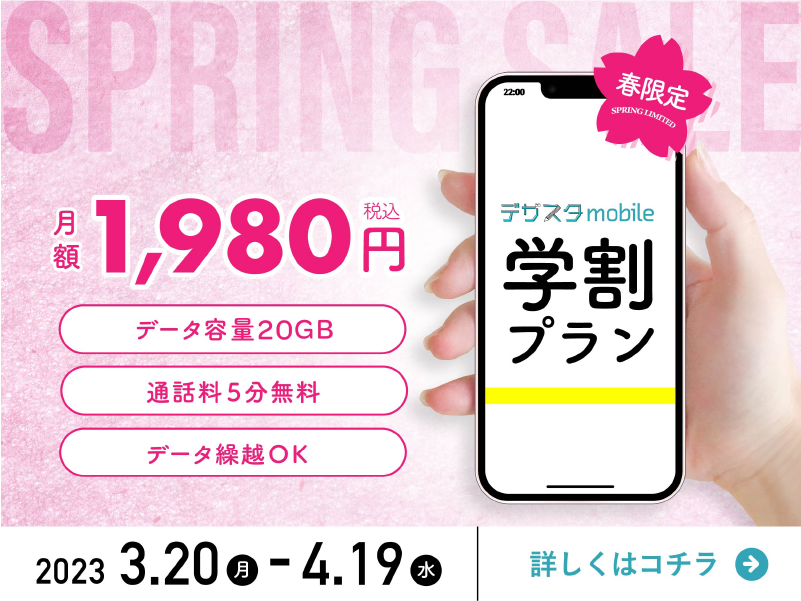 SPRING SALE
22:00
春限定
SPRING LIMITED
月額1,980円税込
デザスタmobile
学割
プラン
データ容量20GB
通話料5分無料
データ繰越OK
2023 3.20月-4.19水
詳しくはコチラ